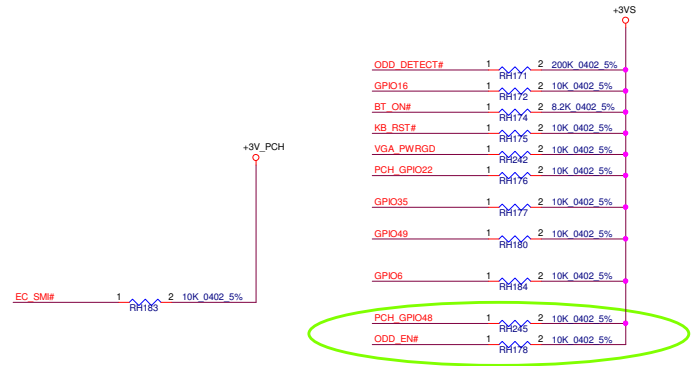 +3VS
ODD_DETECT# 1 2 200K_0402_5%
RH171
GPIO16 1 2 10K_0402_5%
RH172
BT_ON# 1 2 8.2K_0402_5%
RH174
KB_RST# 1 2 10K_0402_5%
RH175
VGA_PWRGD 1 2 10K_0402_5%
RH242
PCH_GPIO22 1 2 10K_0402_5%
RH176
GPIO35 1 2 10K_0402_5%
RH177
GPIO49 1 2 10K_0402_5%
RH180
GPIO6 1 2 10K_0402_5%
RH184
PCH_GPIO48 1 2 10K_0402_5%
RH245
ODD_EN# 1 2 10K_0402_5%
RH178
+3V_PCH
EC_SMI# 1 2 10K_0402_5%
RH183